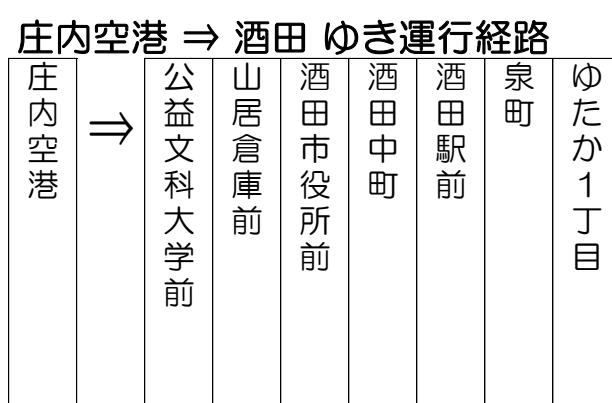 庄内空港 ⇒ 酒田 ゆき運行経路
庄内空港
⇒
公益文科大学前
山居倉庫前
酒田市役所前
酒田中町
酒田駅前
泉町
ゆたか1丁目